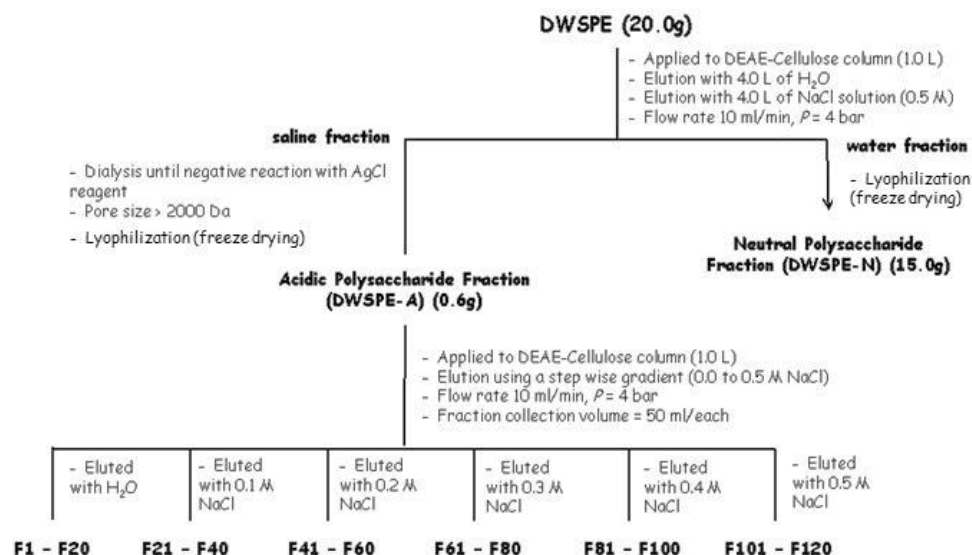 DWSPE (20.0g)
- Applied to DEAE-Cellulose column (1.0 L)
- Elution with 4.0 L of H₂O
- Elution with 4.0 L of NaCl solution (0.5 M)
- Flow rate 10 ml/min, P = 4 bar
saline fraction
- Dialysis until negative reaction with AgCl
reagent
- Pore size > 2000 Da
- Lyophilization (freeze drying)
water fraction
- Lyophilization
(freeze drying)
Neutral Polysaccharide
Fraction (DWSPE-N) (15.0g)
Acidic Polysaccharide Fraction
(DWSPE-A) (0.6g)
- Applied to DEAE-Cellulose column (1.0 L)
- Elution using a step wise gradient (0.0 to 0.5 M NaCl)
- Flow rate 10 ml/min, P = 4 bar
- Fraction collection volume = 50 ml/each
- Eluted
with H₂O
- Eluted
with 0.1 M
NaCl
- Eluted
with 0.2 M
NaCl
- Eluted
with 0.3 M
NaCl
- Eluted
with 0.4 M
NaCl
- Eluted
with 0.5 M
NaCl
F1 - F20
F21 - F40
F41 - F60
F61 - F80
F81 - F100
F101 - F120